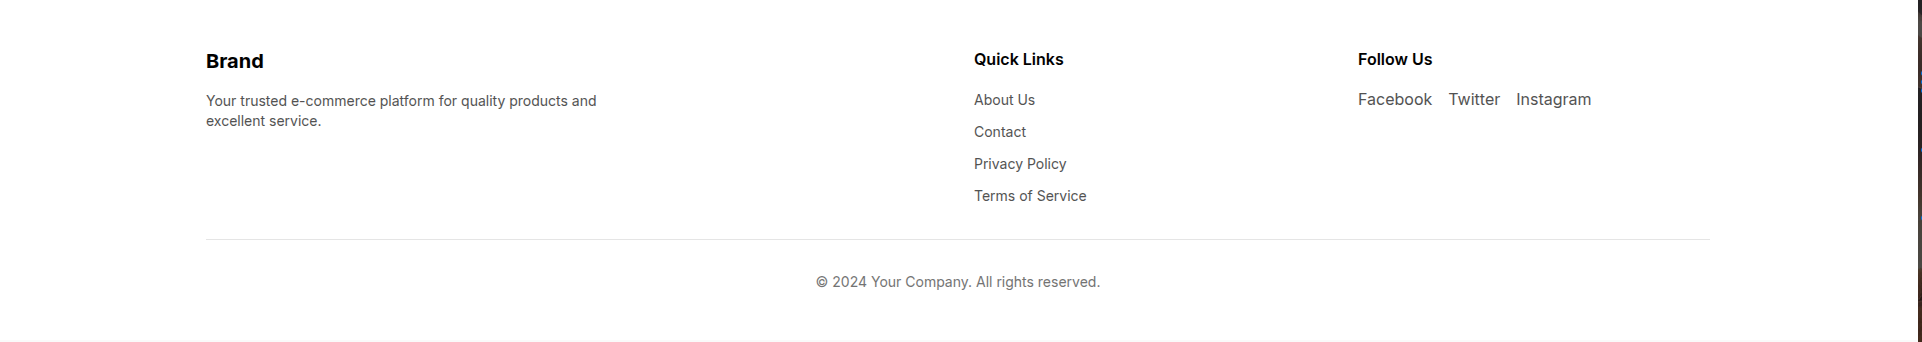 Brand
Your trusted e-commerce platform for quality products and
excellent service.
Quick Links
About Us
Contact
Privacy Policy
Terms of Service
Follow Us
Facebook Twitter Instagram
© 2024 Your Company. All rights reserved.